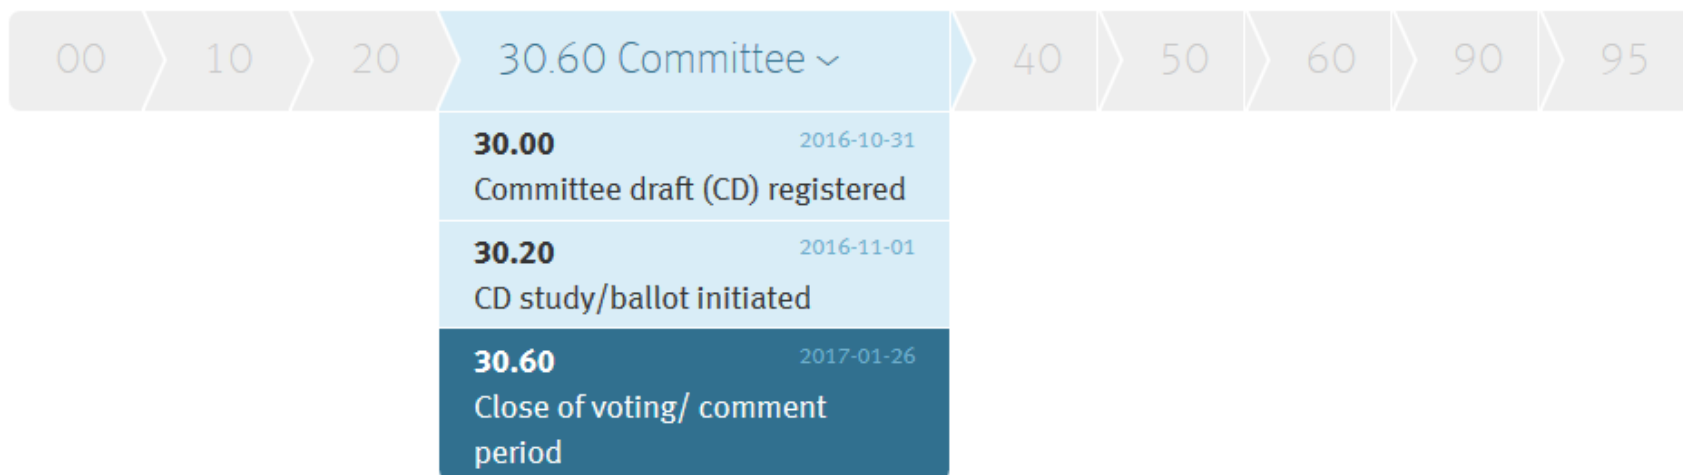 00 10 20 30.60 Committee 40 50 60 90 95
30.00 2016-10-31
Committee draft (CD) registered
30.20 2016-11-01
CD study/ballot initiated
30.60 2017-01-26
Close of voting/ comment
period